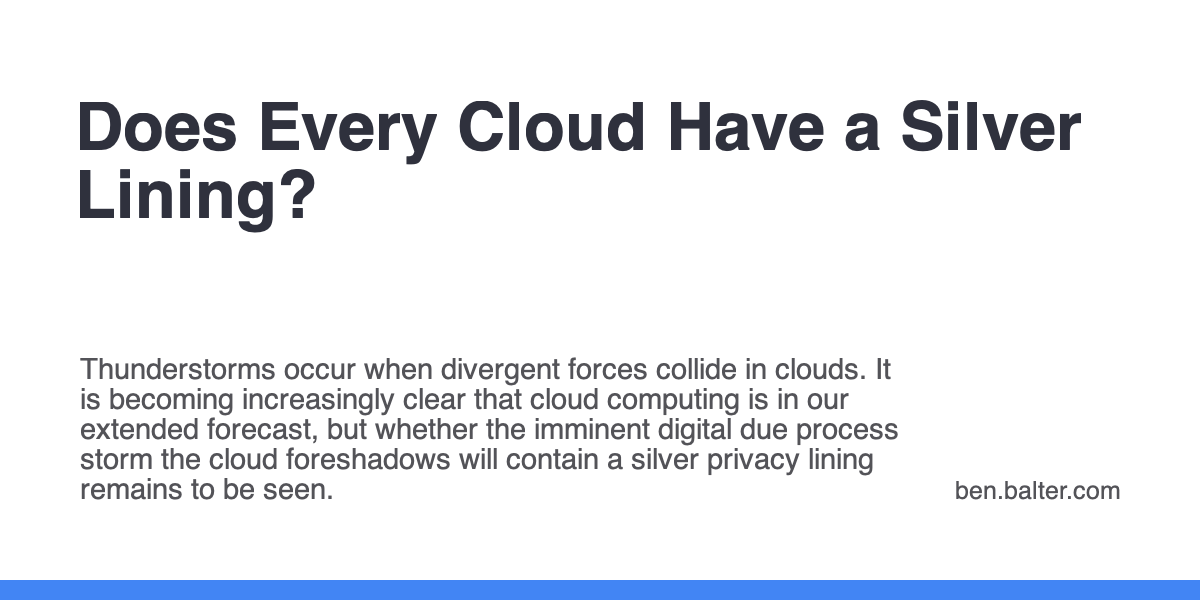 Does Every Cloud Have a Silver
Lining?
Thunderstorms occur when divergent forces collide in clouds. It
is becoming increasingly clear that cloud computing is in our
extended forecast, but whether the imminent digital due process
storm the cloud foreshadows will contain a silver privacy lining
remains to be seen.
ben.balter.com